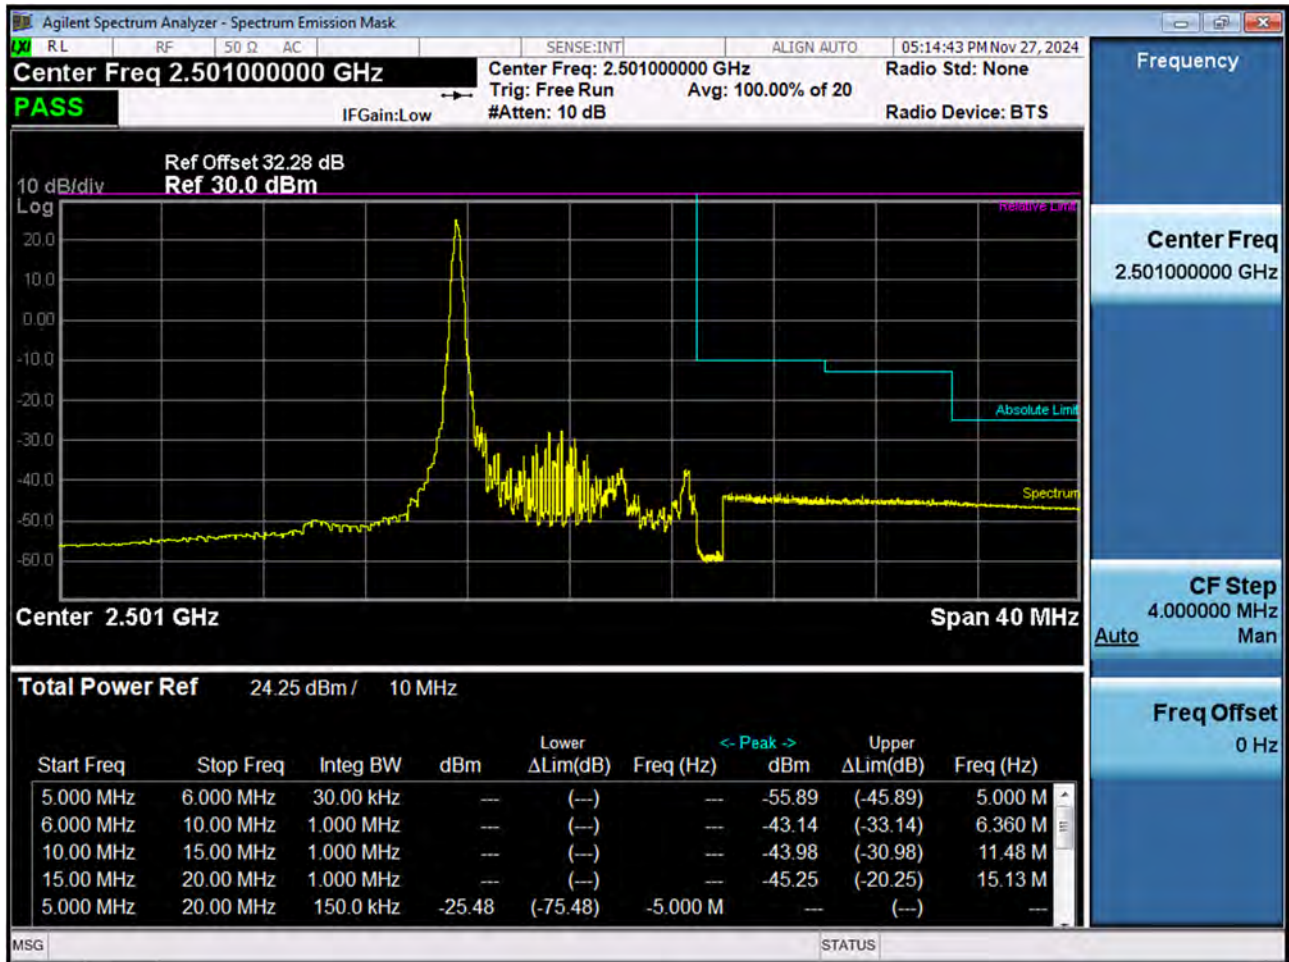 Agilent Spectrum Analyzer - Spectrum Emission Mask
LXI RL RF 50 Ω AC SENSE:INT ALIGN AUTO 05:14:43 PM Nov 27, 2024
Center Freq 2.501000000 GHz
Center Freq: 2.501000000 GHz Radio Std: None
Trig: Free Run Avg: 100.00% of 20
PASS IFGain:Low #Atten: 10 dB Radio Device: BTS
Ref Offset 32.28 dB
10 dB/div Ref 30.0 dBm
Log
Relative Limit
20.0
10.0
0.00
-10.0
-20.0
Absolute Limit
-30.0
-40.0
Spectrum
-50.0
-60.0
Center 2.501 GHz Span 40 MHz
Total Power Ref 24.25 dBm / 10 MHz
Lower <- Peak -> Upper
Start Freq Stop Freq Integ BW dBm ΔLim(dB) Freq (Hz) dBm ΔLim(dB) Freq (Hz)
5.000 MHz 6.000 MHz 30.00 kHz --- (---) --- -55.89 (-45.89) 5.000 M
6.000 MHz 10.00 MHz 1.000 MHz --- (---) --- -43.14 (-33.14) 6.360 M
10.00 MHz 15.00 MHz 1.000 MHz --- (---) --- -43.98 (-30.98) 11.48 M
15.00 MHz 20.00 MHz 1.000 MHz --- (---) --- -45.25 (-20.25) 15.13 M
5.000 MHz 20.00 MHz 150.0 kHz -25.48 (-75.48) -5.000 M --- (---) ---
MSG STATUS
Frequency
Center Freq
2.501000000 GHz
CF Step
4.000000 MHz
Auto Man
Freq Offset
0 Hz